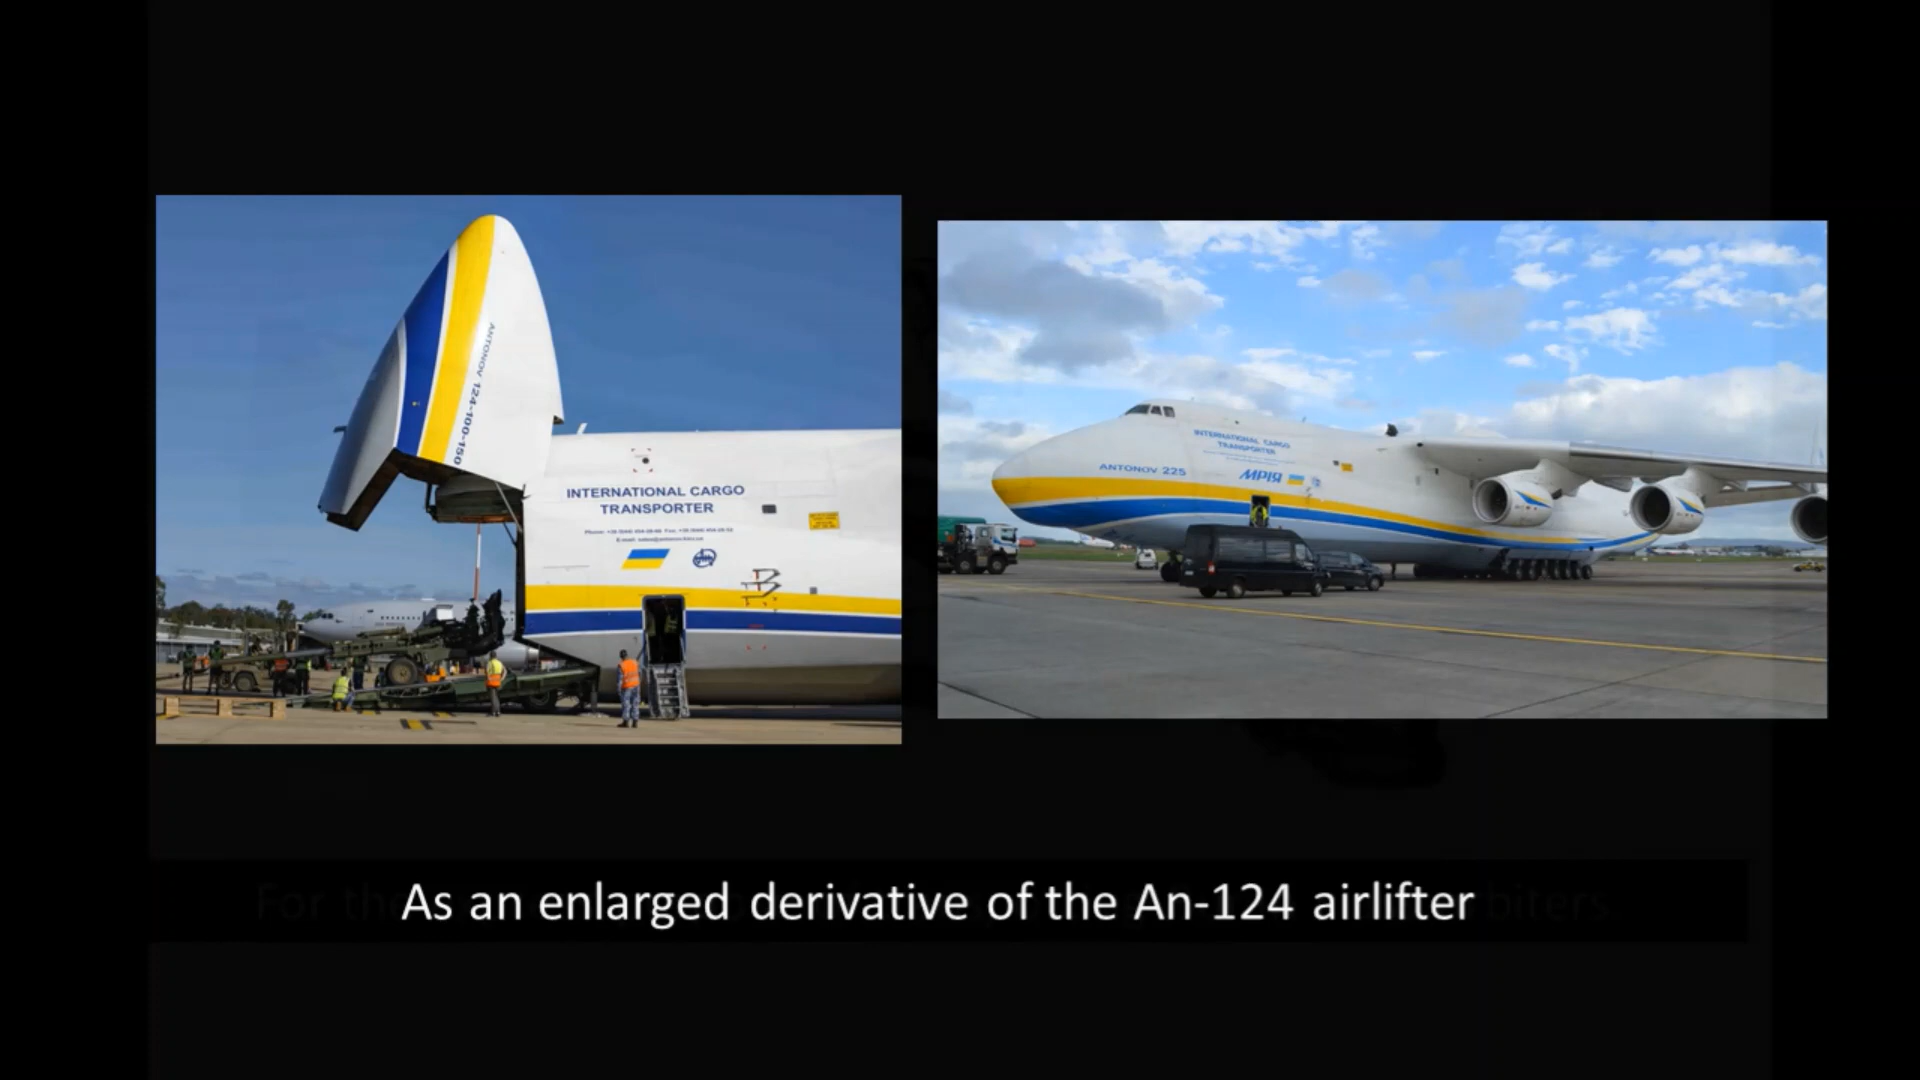 ANTONOV 124-100-150
INTERNATIONAL CARGO
TRANSPORTER
INTERNATIONAL CARGO
TRANSPORTER
ANTONOV 225
МРІЯ
As an enlarged derivative of the An-124 airlifter